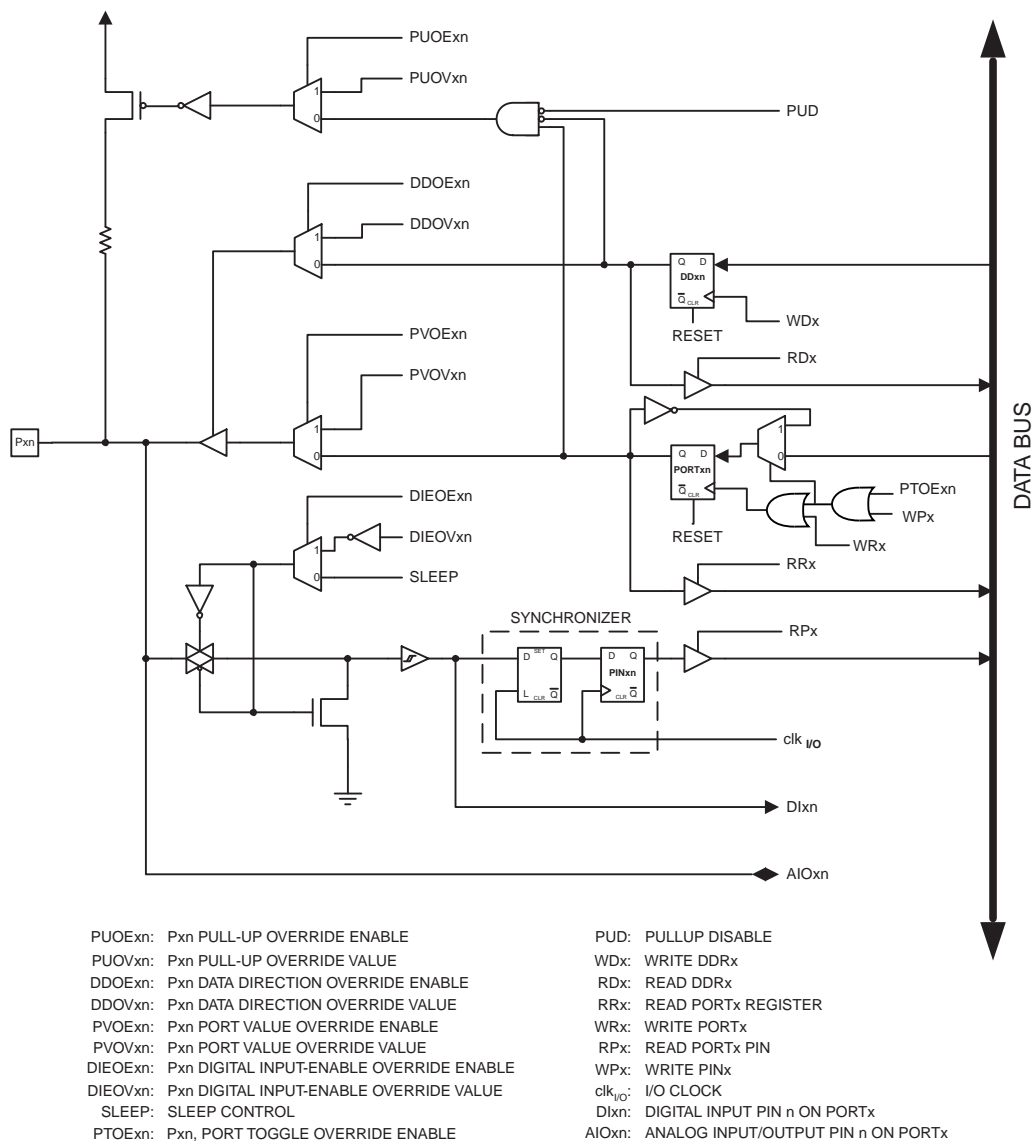 PUOExn
PUOVxn
1
0
PUD
DDOExn
DDOVxn
1
0
Q D
DDxn
Q CLR
RESET
WDx
RDx
PVOExn
PVOVxn
1
0
Pxn
Q D
PORTxn
Q CLR
RESET
1
0
PTOExn
WPx
WRx
RRx
DATA BUS
DIEOExn
DIEOVxn
SLEEP
1
0
SYNCHRONIZER
D SET Q
L CLR Q
D Q
PINxn
CLR Q
RPx
clk I/O
DIxn
AIOxn
PUOExn: Pxn PULL-UP OVERRIDE ENABLE
PUOVxn: Pxn PULL-UP OVERRIDE VALUE
DDOExn: Pxn DATA DIRECTION OVERRIDE ENABLE
DDOVxn: Pxn DATA DIRECTION OVERRIDE VALUE
PVOExn: Pxn PORT VALUE OVERRIDE ENABLE
PVOVxn: Pxn PORT VALUE OVERRIDE VALUE
DIEOExn: Pxn DIGITAL INPUT-ENABLE OVERRIDE ENABLE
DIEOVxn: Pxn DIGITAL INPUT-ENABLE OVERRIDE VALUE
SLEEP: SLEEP CONTROL
PTOExn: Pxn, PORT TOGGLE OVERRIDE ENABLE
PUD: PULLUP DISABLE
WDx: WRITE DDRx
RDx: READ DDRx
RRx: READ PORTx REGISTER
WRx: WRITE PORTx
RPx: READ PORTx PIN
WPx: WRITE PINx
clkI/O: I/O CLOCK
DIxn: DIGITAL INPUT PIN n ON PORTx
AIOxn: ANALOG INPUT/OUTPUT PIN n ON PORTx